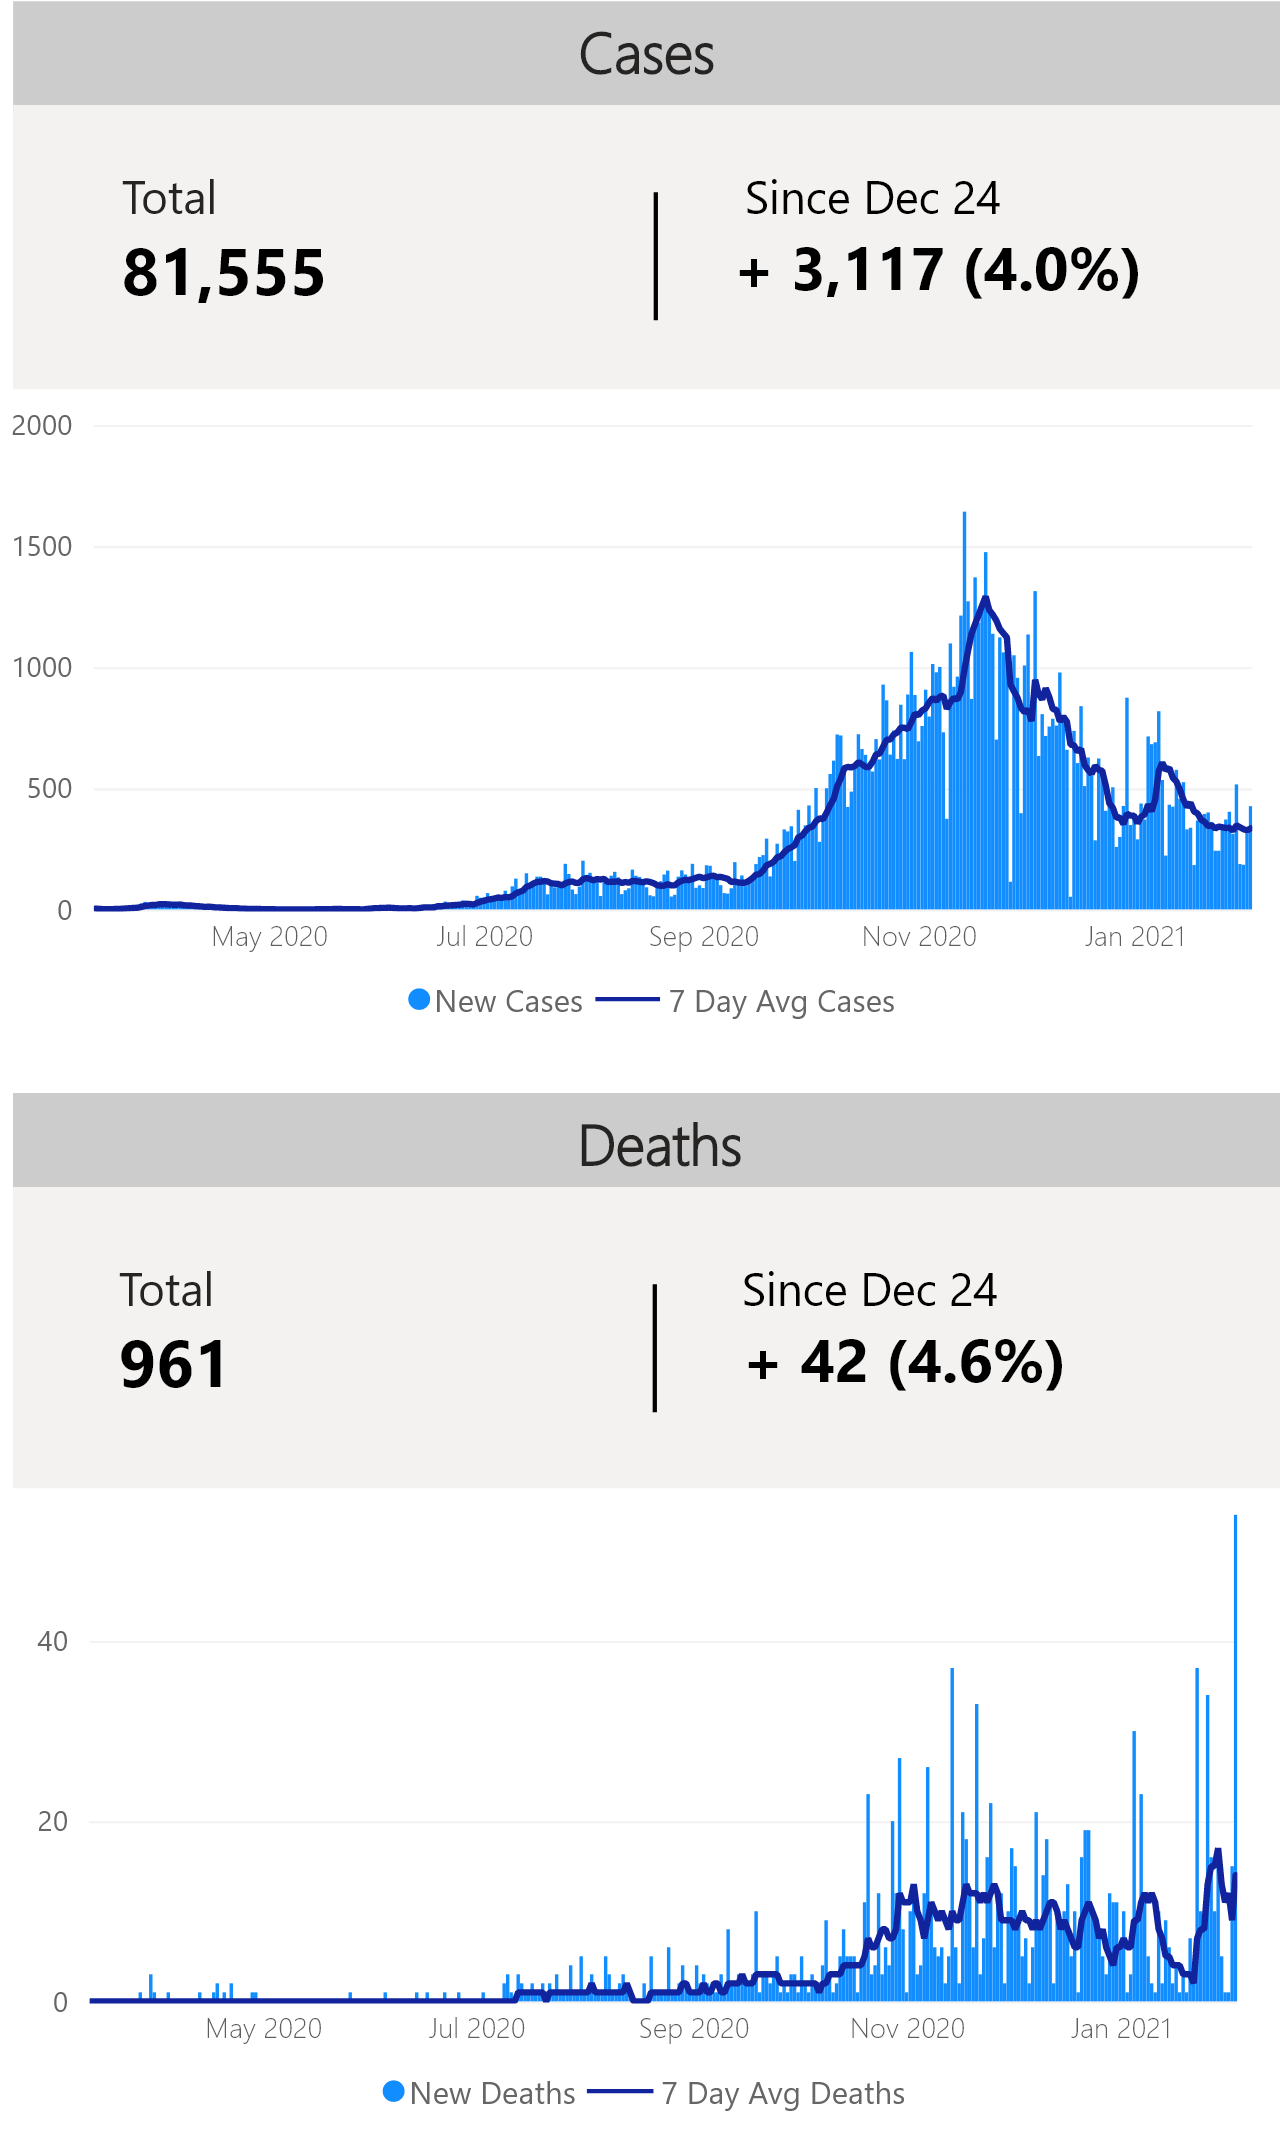 Cases
Total
Since Dec 24
81,555
+ 3,117 (4.0%)
2000
1500
1000
500
0
May 2020
Jul 2020
Sep 2020
Nov 2020
Jan 2021
New Cases
7 Day Avg Cases
Deaths
Total
Since Dec 24
961
+ 42 (4.6%)
40
20
0
May 2020
Jul 2020
Sep 2020
Nov 2020
Jan 2021
New Deaths
7 Day Avg Deaths